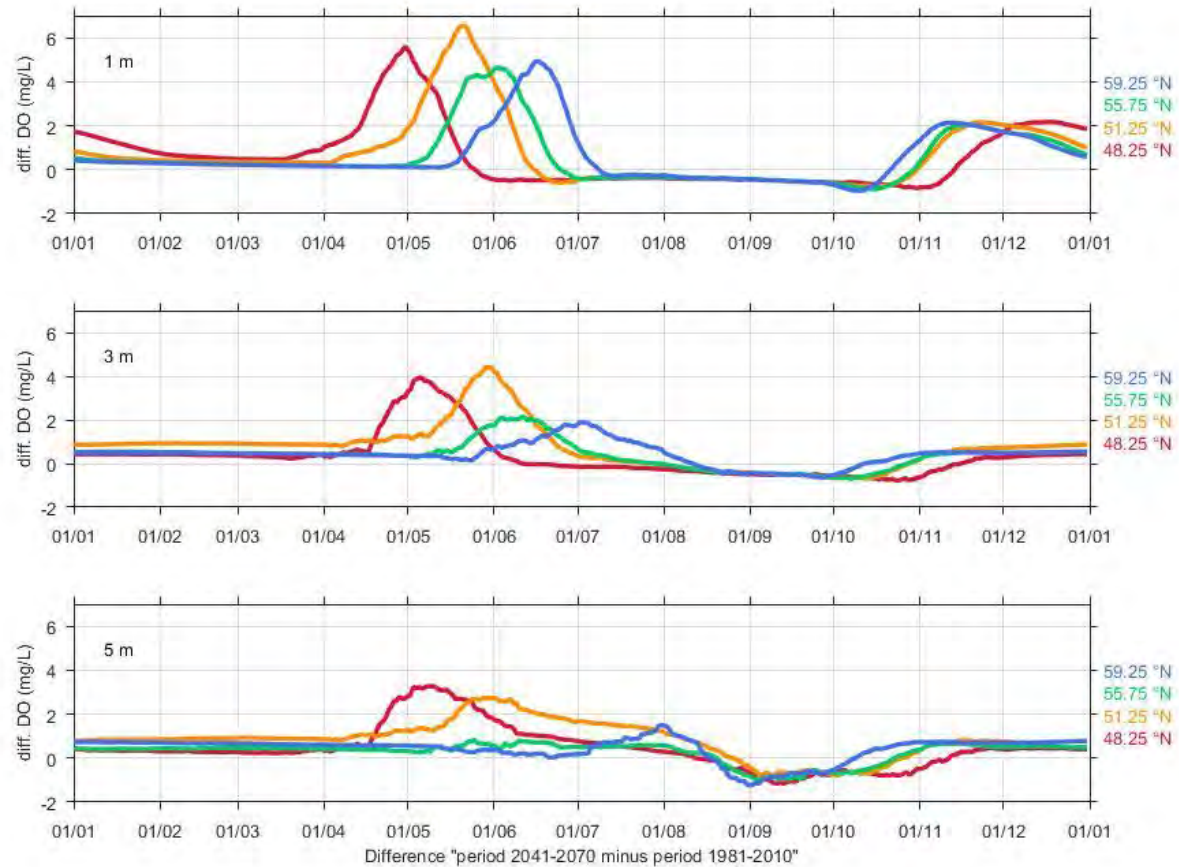 diff. DO (mg/L)
6
4
2
0
-2
1 m
59.25 °N
55.75 °N
51.25 °N
48.25 °N
01/01 01/02 01/03 01/04 01/05 01/06 01/07 01/08 01/09 01/10 01/11 01/12 01/01
diff. DO (mg/L)
6
4
2
0
-2
3 m
59.25 °N
55.75 °N
51.25 °N
48.25 °N
01/01 01/02 01/03 01/04 01/05 01/06 01/07 01/08 01/09 01/10 01/11 01/12 01/01
diff. DO (mg/L)
6
4
2
0
-2
5 m
59.25 °N
55.75 °N
51.25 °N
48.25 °N
01/01 01/02 01/03 01/04 01/05 01/06 01/07 01/08 01/09 01/10 01/11 01/12 01/01
Difference "period 2041-2070 minus period 1981-2010"